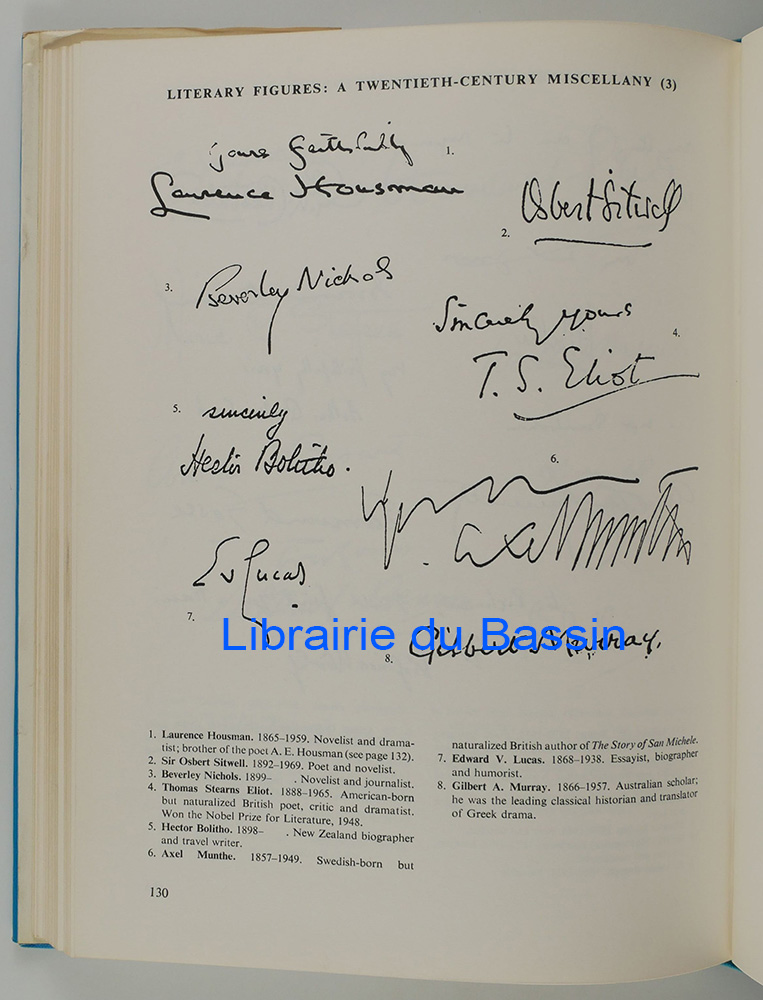 LITERARY FIGURES: A TWENTIETH-CENTURY MISCELLANY (3)
yours faithfully
1.
Laurence Housman
Osbert Sitwell
2.
3.
Beverley Nichols
Sincerely yours
4.
T. S. Eliot
5.
sincerely
Hector Bolitho.
6.
Axel Munthe
E V Lucas
7.
Librairie du Bassin
8.
Gilbert Murray.
1. Laurence Housman. 1865–1959. Novelist and drama-
tist; brother of the poet A. E. Housman (see page 132).
2. Sir Osbert Sitwell. 1892–1969. Poet and novelist.
3. Beverley Nichols. 1899– . Novelist and journalist.
4. Thomas Stearns Eliot. 1888–1965. American-born
but naturalized British poet, critic and dramatist.
Won the Nobel Prize for Literature, 1948.
5. Hector Bolitho. 1898– . New Zealand biographer
and travel writer.
6. Axel Munthe. 1857–1949. Swedish-born but
naturalized British author of The Story of San Michele.
7. Edward V. Lucas. 1868–1938. Essayist, biographer
and humorist.
8. Gilbert A. Murray. 1866–1957. Australian scholar;
he was the leading classical historian and translator
of Greek drama.
130